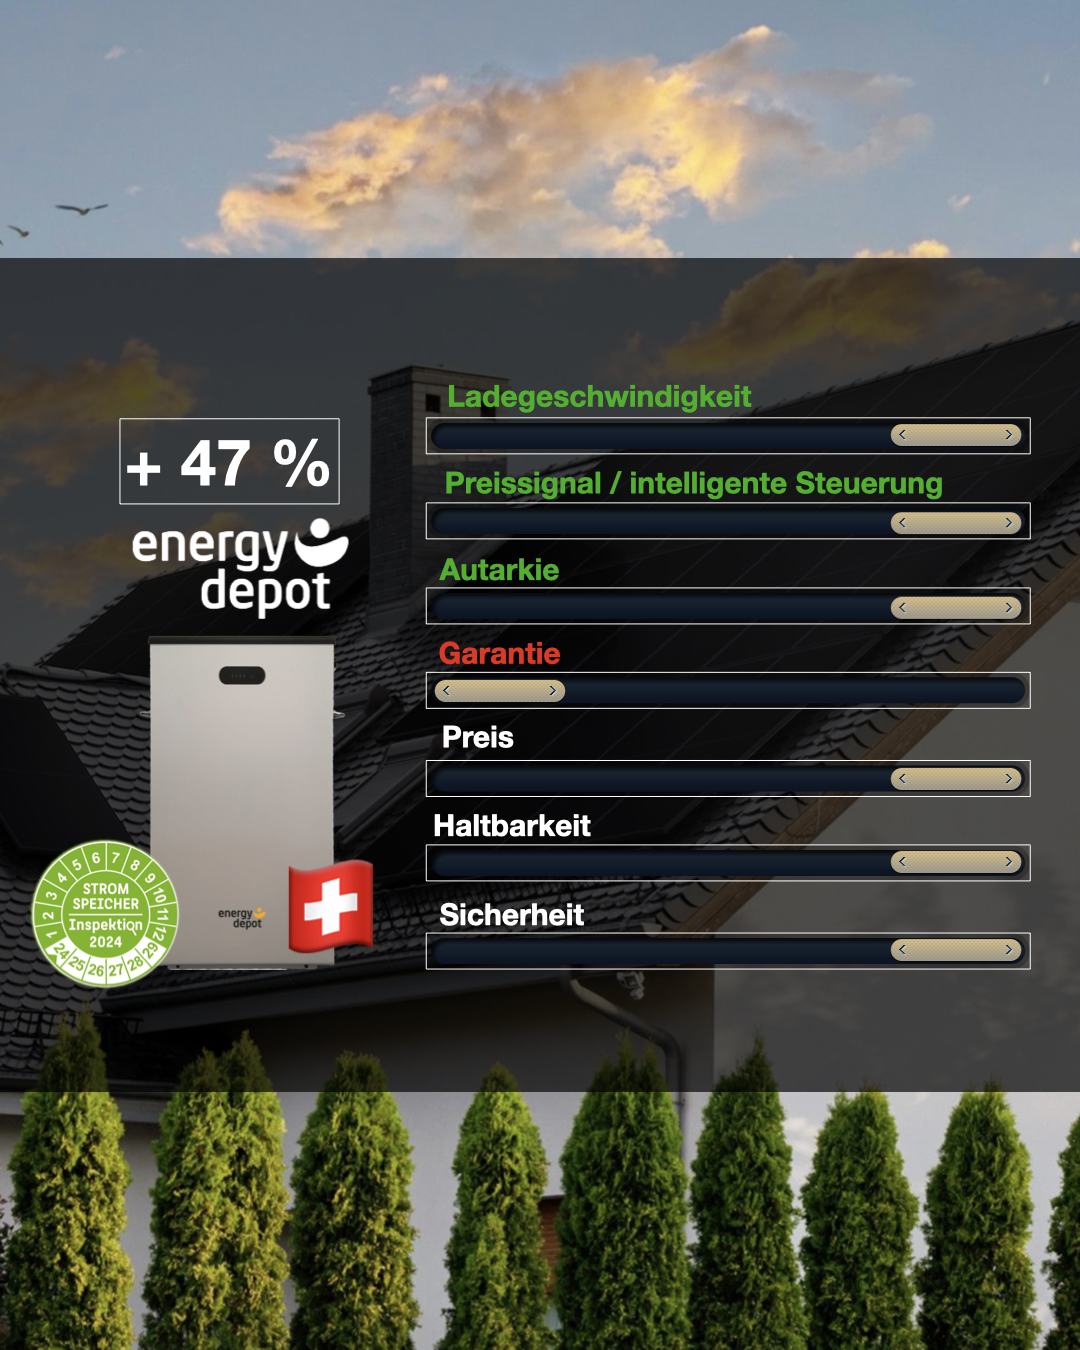 Ladegeschwindigkeit
+ 47 %
Preissignal / intelligente Steuerung
energy
depot
Autarkie
Garantie
Preis
Haltbarkeit
Sicherheit
1 2 3 4 5 6 7 8 9 10 11 12
STROM
SPEICHER
Inspektion
2024
24 25 26 27 28 29
energy
depot